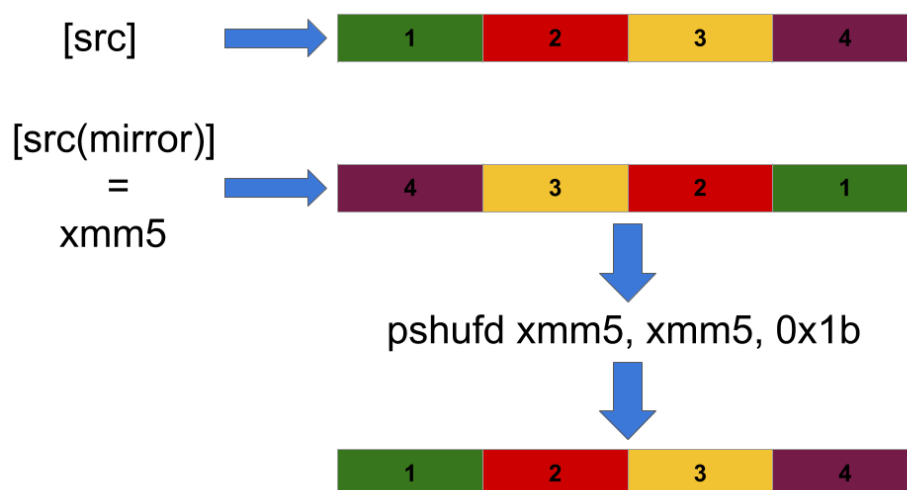 [src]
1 2 3 4
[src(mirror)]
=
xmm5
4 3 2 1
pshufd xmm5, xmm5, 0x1b
1 2 3 4